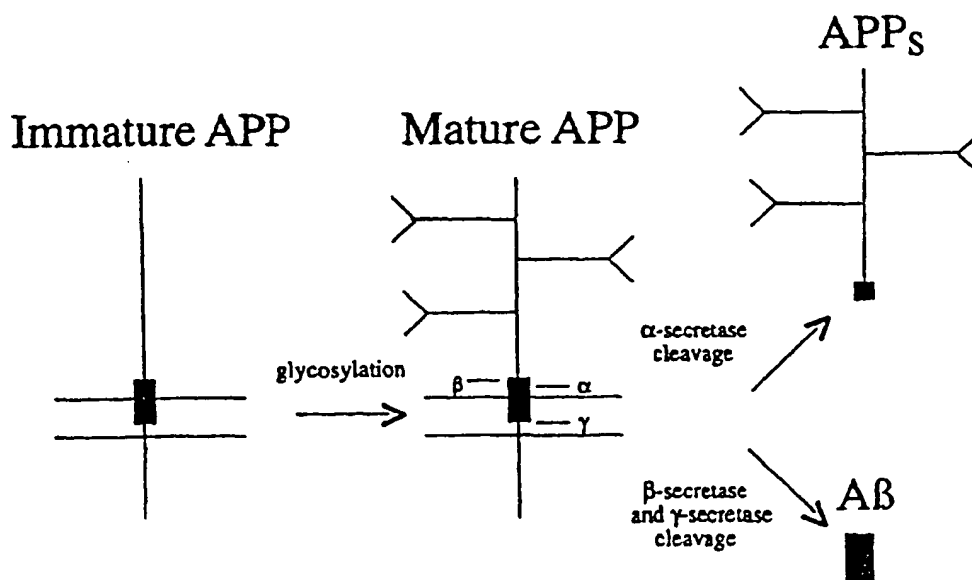 APPs
Immature APP
Mature APP
α-secretase
cleavage
glycosylation
β
α
γ
β-secretase
and γ-secretase
cleavage
Aß